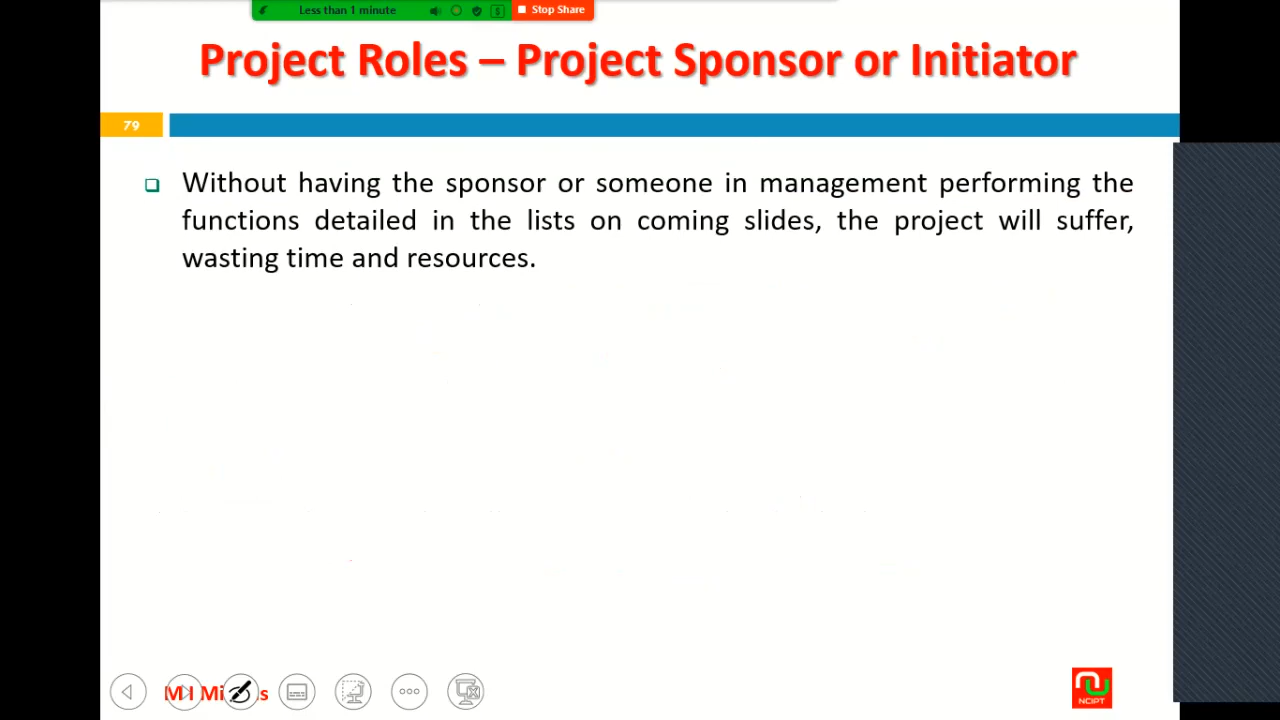 Less than 1 minute
Stop Share
Project Roles – Project Sponsor or Initiator
79
Without having the sponsor or someone in management performing the
functions detailed in the lists on coming slides, the project will suffer,
wasting time and resources.
NCIPT